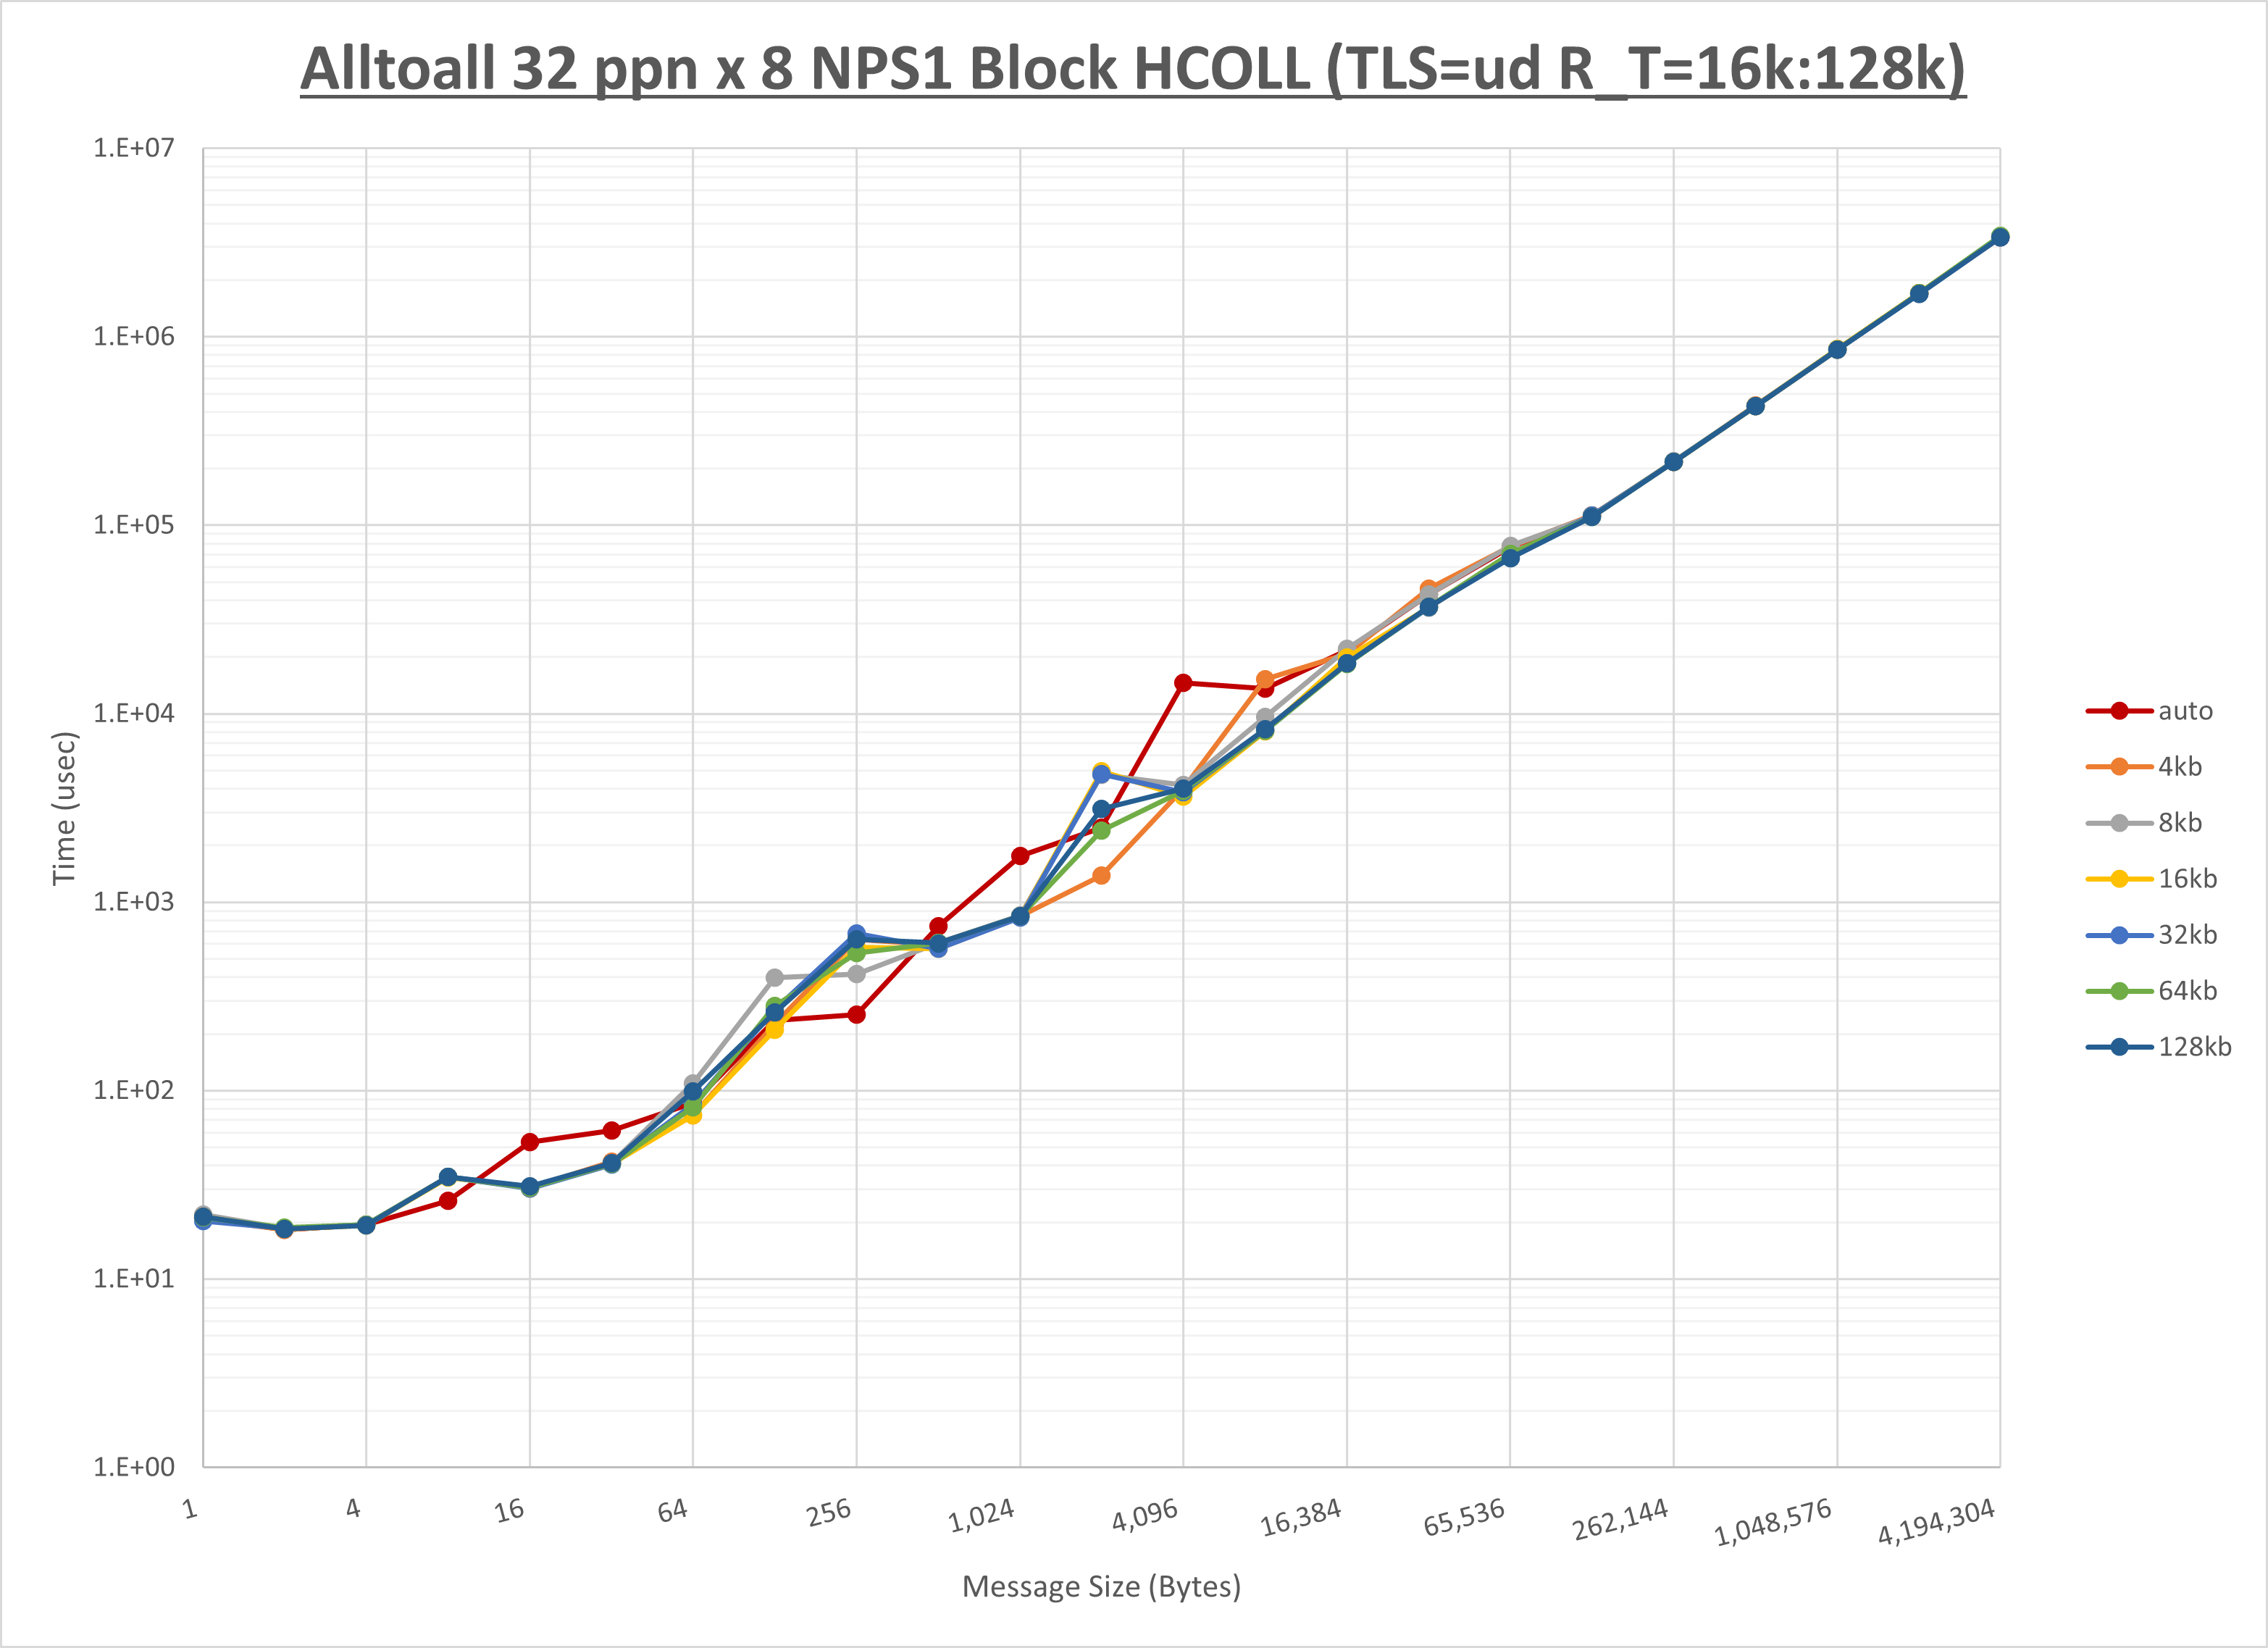 Alltoall 32 ppn x 8 NPS1 Block HCOLL (TLS=ud R_T=16k:128k)
1.E+07
1.E+06
1.E+05
1.E+04
1.E+03
1.E+02
1.E+01
1.E+00
Time (usec)
1
4
16
64
256
1,024
4,096
16,384
65,536
262,144
1,048,576
4,194,304
Message Size (Bytes)
auto
4kb
8kb
16kb
32kb
64kb
128kb